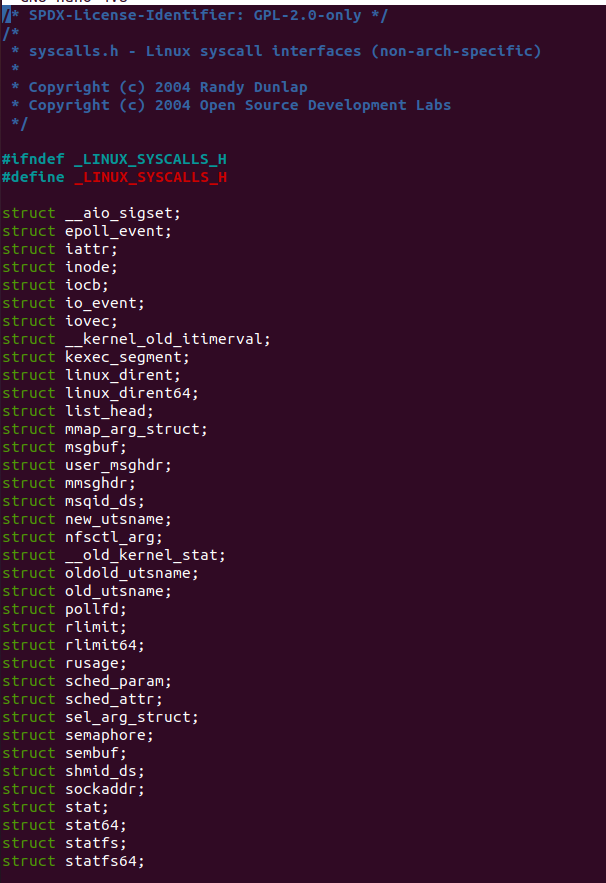 /* SPDX-License-Identifier: GPL-2.0-only */
/*
 * syscalls.h - Linux syscall interfaces (non-arch-specific)
 *
 * Copyright (c) 2004 Randy Dunlap
 * Copyright (c) 2004 Open Source Development Labs
 */
#ifndef _LINUX_SYSCALLS_H
#define _LINUX_SYSCALLS_H
struct __aio_sigset;
struct epoll_event;
struct iattr;
struct inode;
struct iocb;
struct io_event;
struct iovec;
struct __kernel_old_itimerval;
struct kexec_segment;
struct linux_dirent;
struct linux_dirent64;
struct list_head;
struct mmap_arg_struct;
struct msgbuf;
struct user_msghdr;
struct mmsghdr;
struct msqid_ds;
struct new_utsname;
struct nfsctl_arg;
struct __old_kernel_stat;
struct oldold_utsname;
struct old_utsname;
struct pollfd;
struct rlimit;
struct rlimit64;
struct rusage;
struct sched_param;
struct sched_attr;
struct sel_arg_struct;
struct semaphore;
struct sembuf;
struct shmid_ds;
struct sockaddr;
struct stat;
struct stat64;
struct statfs;
struct statfs64;